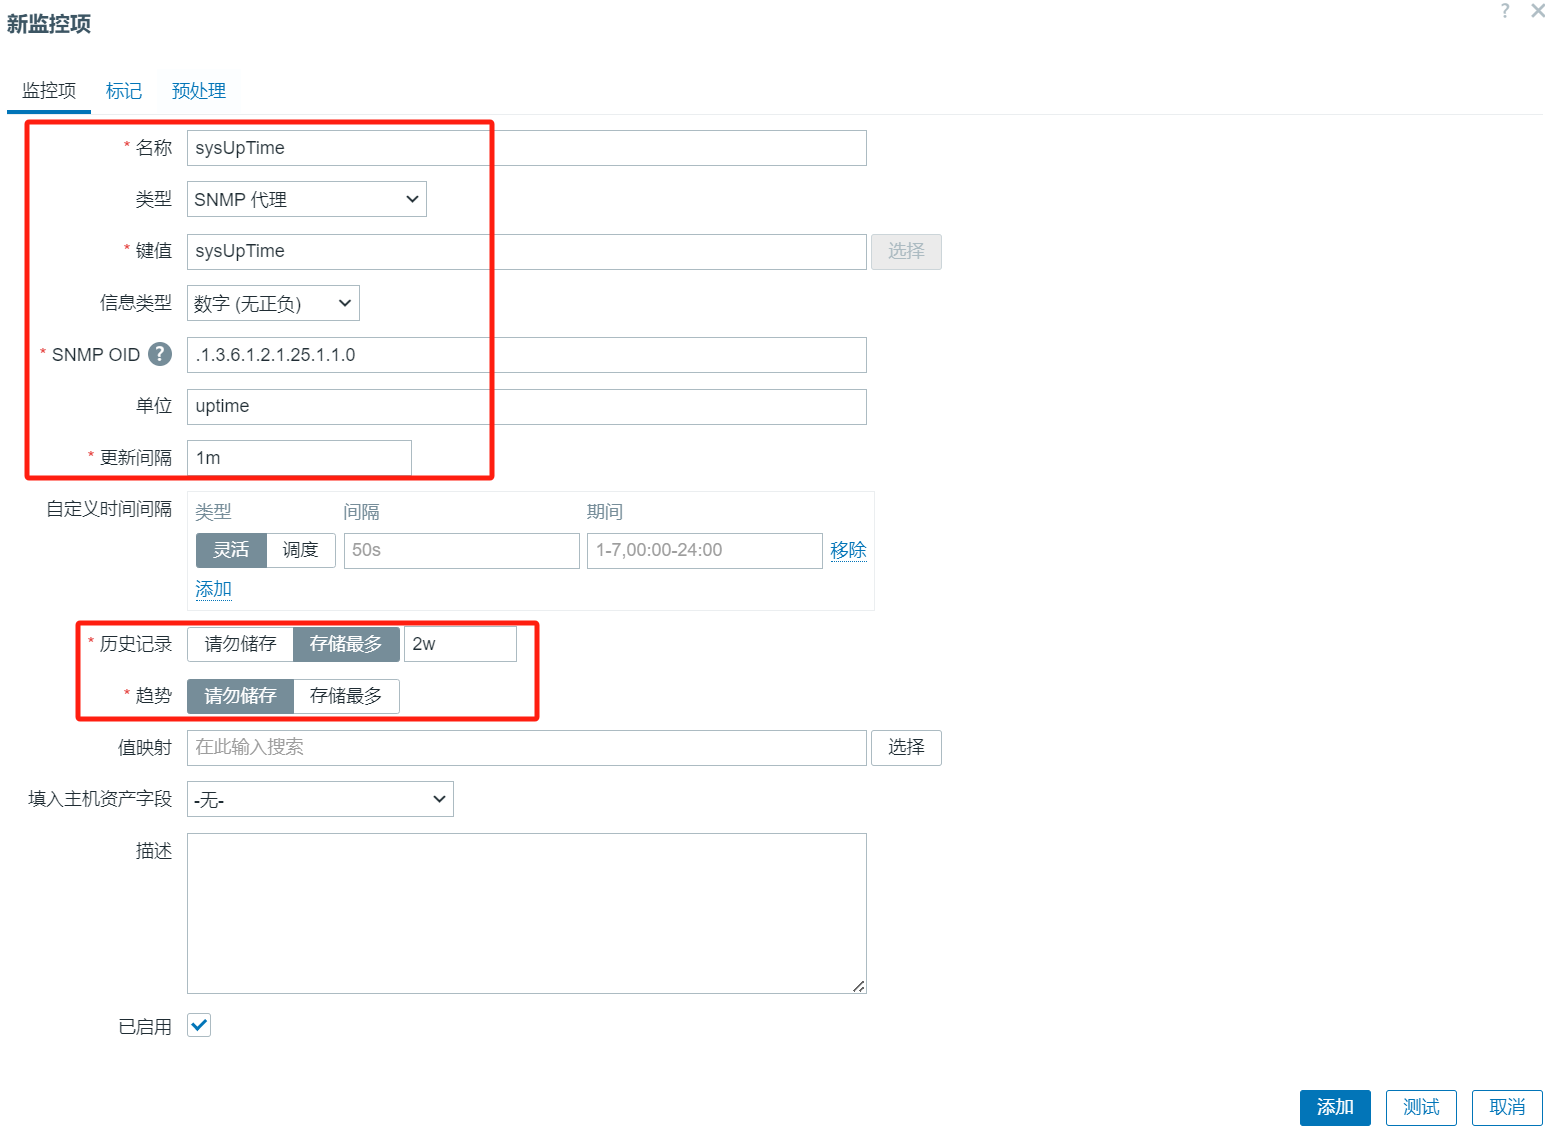 新监控项
? ×
监控项 标记 预处理
* 名称 sysUpTime
类型 SNMP 代理
* 键值 sysUpTime 选择
信息类型 数字 (无正负)
* SNMP OID ? .1.3.6.1.2.1.25.1.1.0
单位 uptime
* 更新间隔 1m
自定义时间间隔 类型 间隔 期间
灵活 调度 50s 1-7,00:00-24:00 移除
添加
* 历史记录 请勿储存 存储最多 2w
* 趋势 请勿储存 存储最多
值映射 在此输入搜索 选择
填入主机资产字段 -无-
描述
已启用
添加 测试 取消